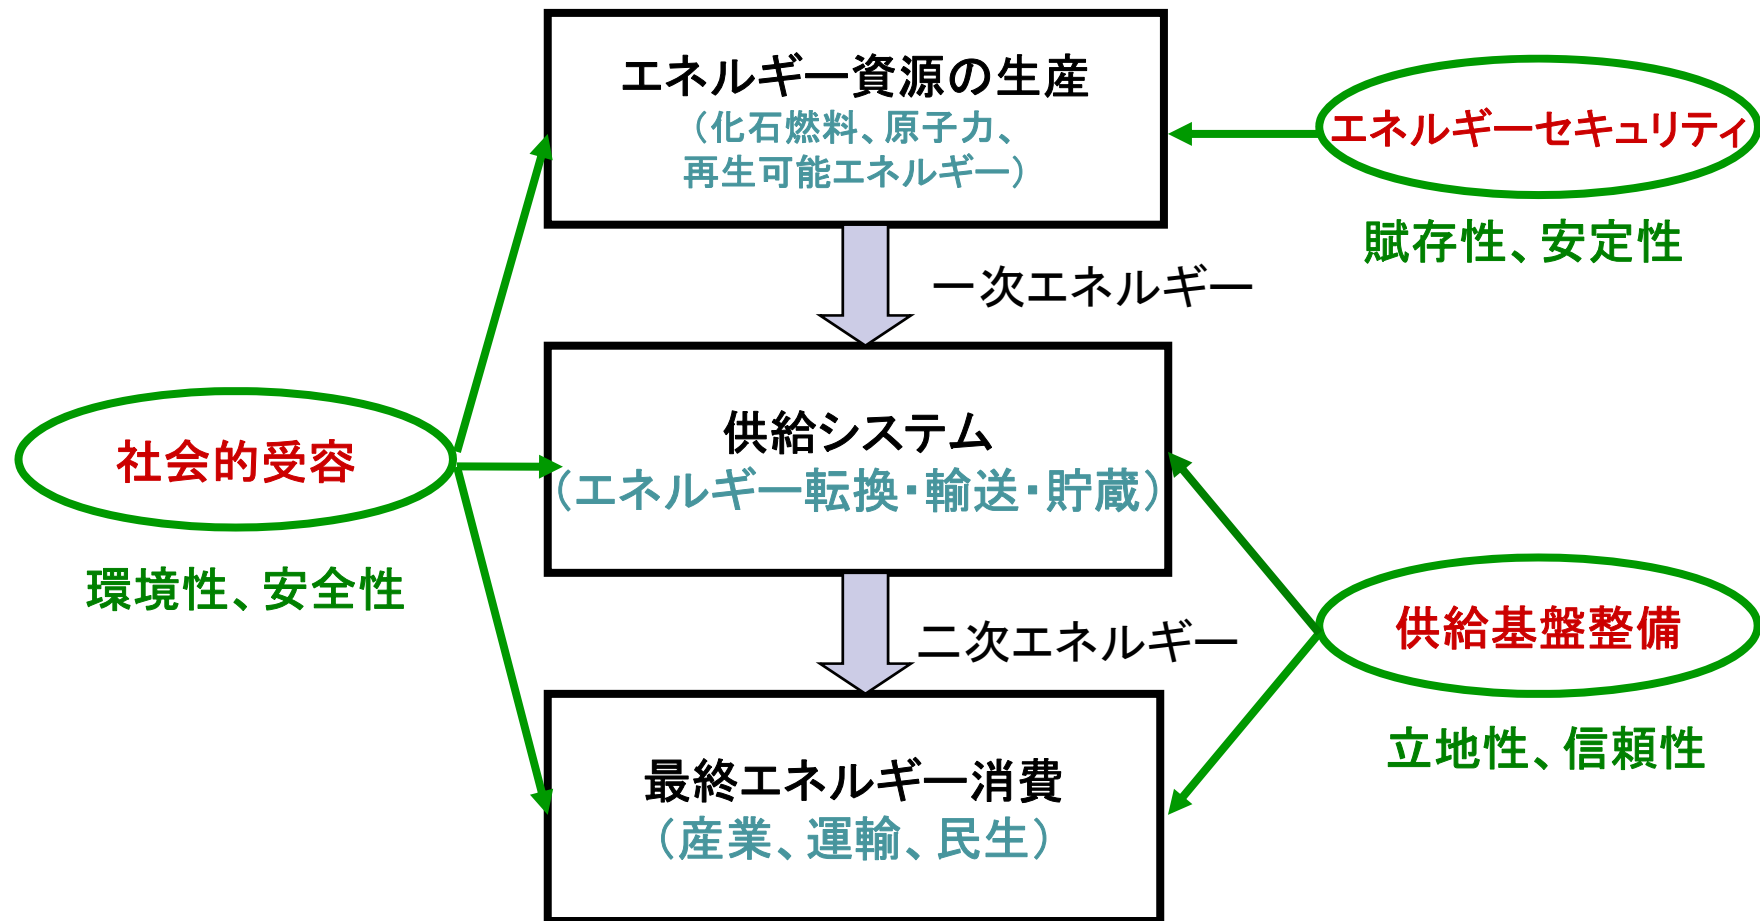 エネルギー資源の生産
（化石燃料、原子力、
再生可能エネルギー）
エネルギーセキュリティ
賦存性、安定性
一次エネルギー
供給システム
（エネルギー転換・輸送・貯蔵）
社会的受容
環境性、安全性
二次エネルギー
供給基盤整備
立地性、信頼性
最終エネルギー消費
（産業、運輸、民生）